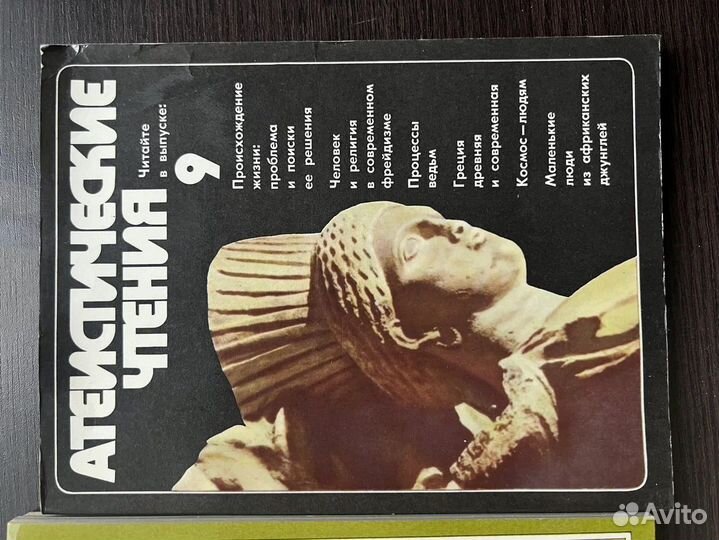 АТЕИСТИЧЕСКИЕ
ЧТЕНИЯ
9
Читайте
в выпуске:
Происхождение
жизни:
проблема
и поиски
ее решения
Человек
и религия
в современном
фрейдизме
Процессы
ведьм
Греция
древняя
и современная
Космос—людям
Маленькие
люди
из африканских
джунглей
Avito